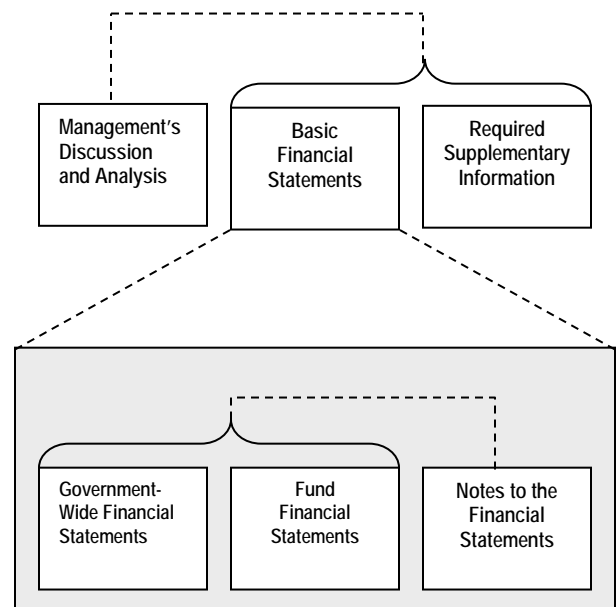 Management's
Discussion
and Analysis
Basic
Financial
Statements
Required
Supplementary
Information
Government-
Wide Financial
Statements
Fund
Financial
Statements
Notes to the
Financial
Statements